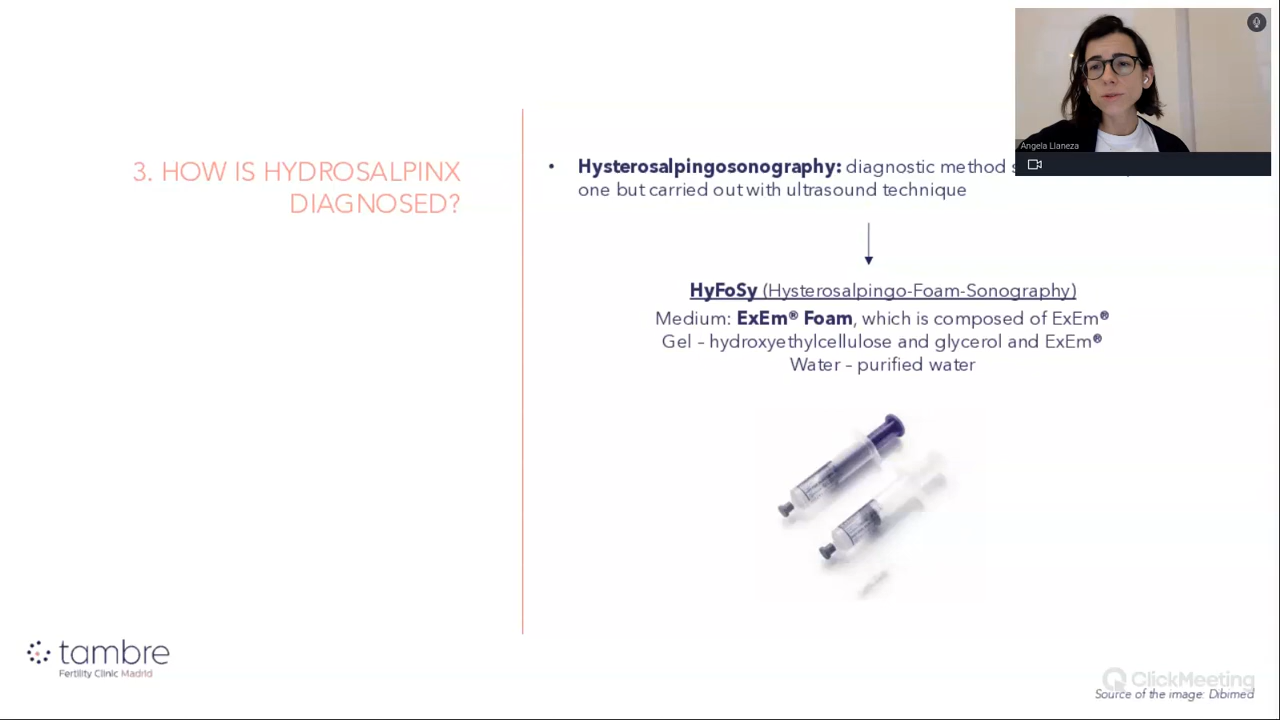 Angela Llaneza
3. HOW IS HYDROSALPINX
DIAGNOSED?
• Hysterosalpingosonography: diagnostic method
one but carried out with ultrasound technique
HyFoSy (Hysterosalpingo-Foam-Sonography)
Medium: ExEm® Foam, which is composed of ExEm®
Gel – hydroxyethylcellulose and glycerol and ExEm®
Water – purified water
tambre
Fertility Clinic Madrid
ClickMeeting
Source of the image: Dibimed